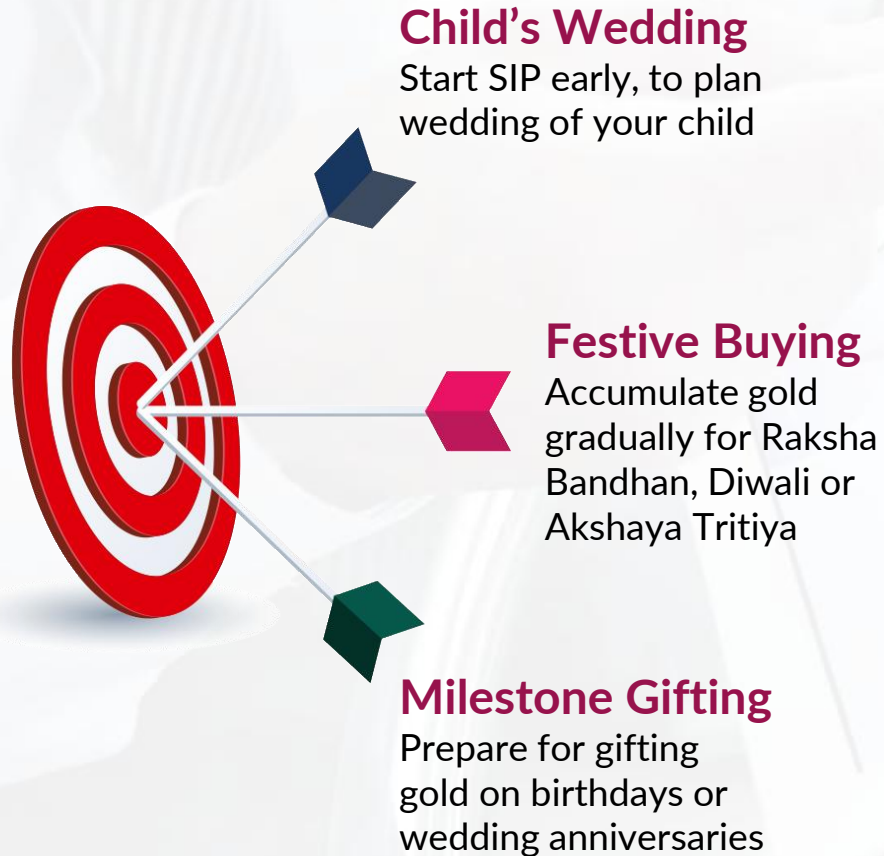 Child's Wedding
Start SIP early, to plan
wedding of your child
Festive Buying
Accumulate gold
gradually for Raksha
Bandhan, Diwali or
Akshaya Tritiya
Milestone Gifting
Prepare for gifting
gold on birthdays or
wedding anniversaries